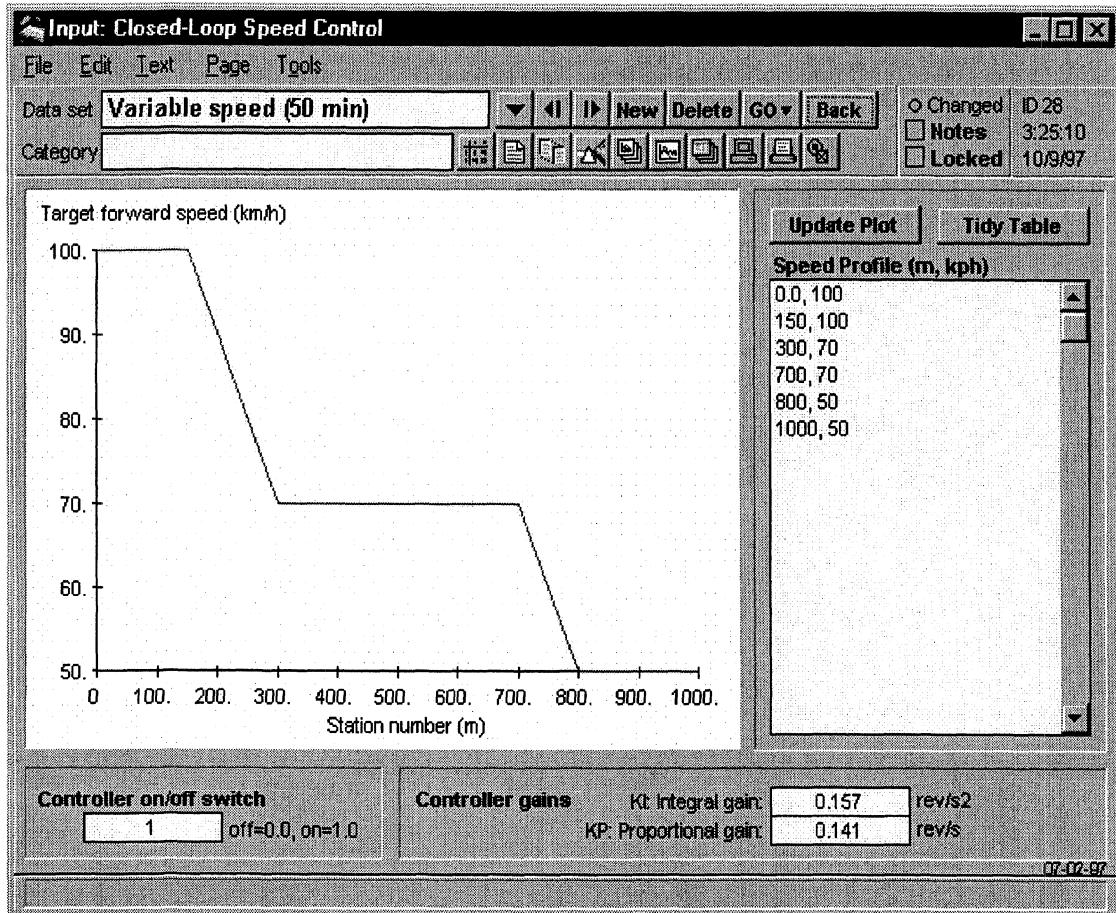 Input: Closed-Loop Speed Control
File Edit Text Page Tools
Data set Variable speed (50 min) New Delete GO Back Changed ID 28
Notes 3:25:10
Category Locked 10/9/97
Target forward speed (km/h)
100.
90.
80.
70.
60.
50.
0 100. 200. 300. 400. 500. 600. 700. 800. 900. 1000.
Station number (m)
Update Plot Tidy Table
Speed Profile (m, kph)
0.0, 100
150, 100
300, 70
700, 70
800, 50
1000, 50
Controller on/off switch
1 off=0.0, on=1.0
Controller gains KI: Integral gain: 0.157 rev/s2
KP: Proportional gain: 0.141 rev/s
07-02-97